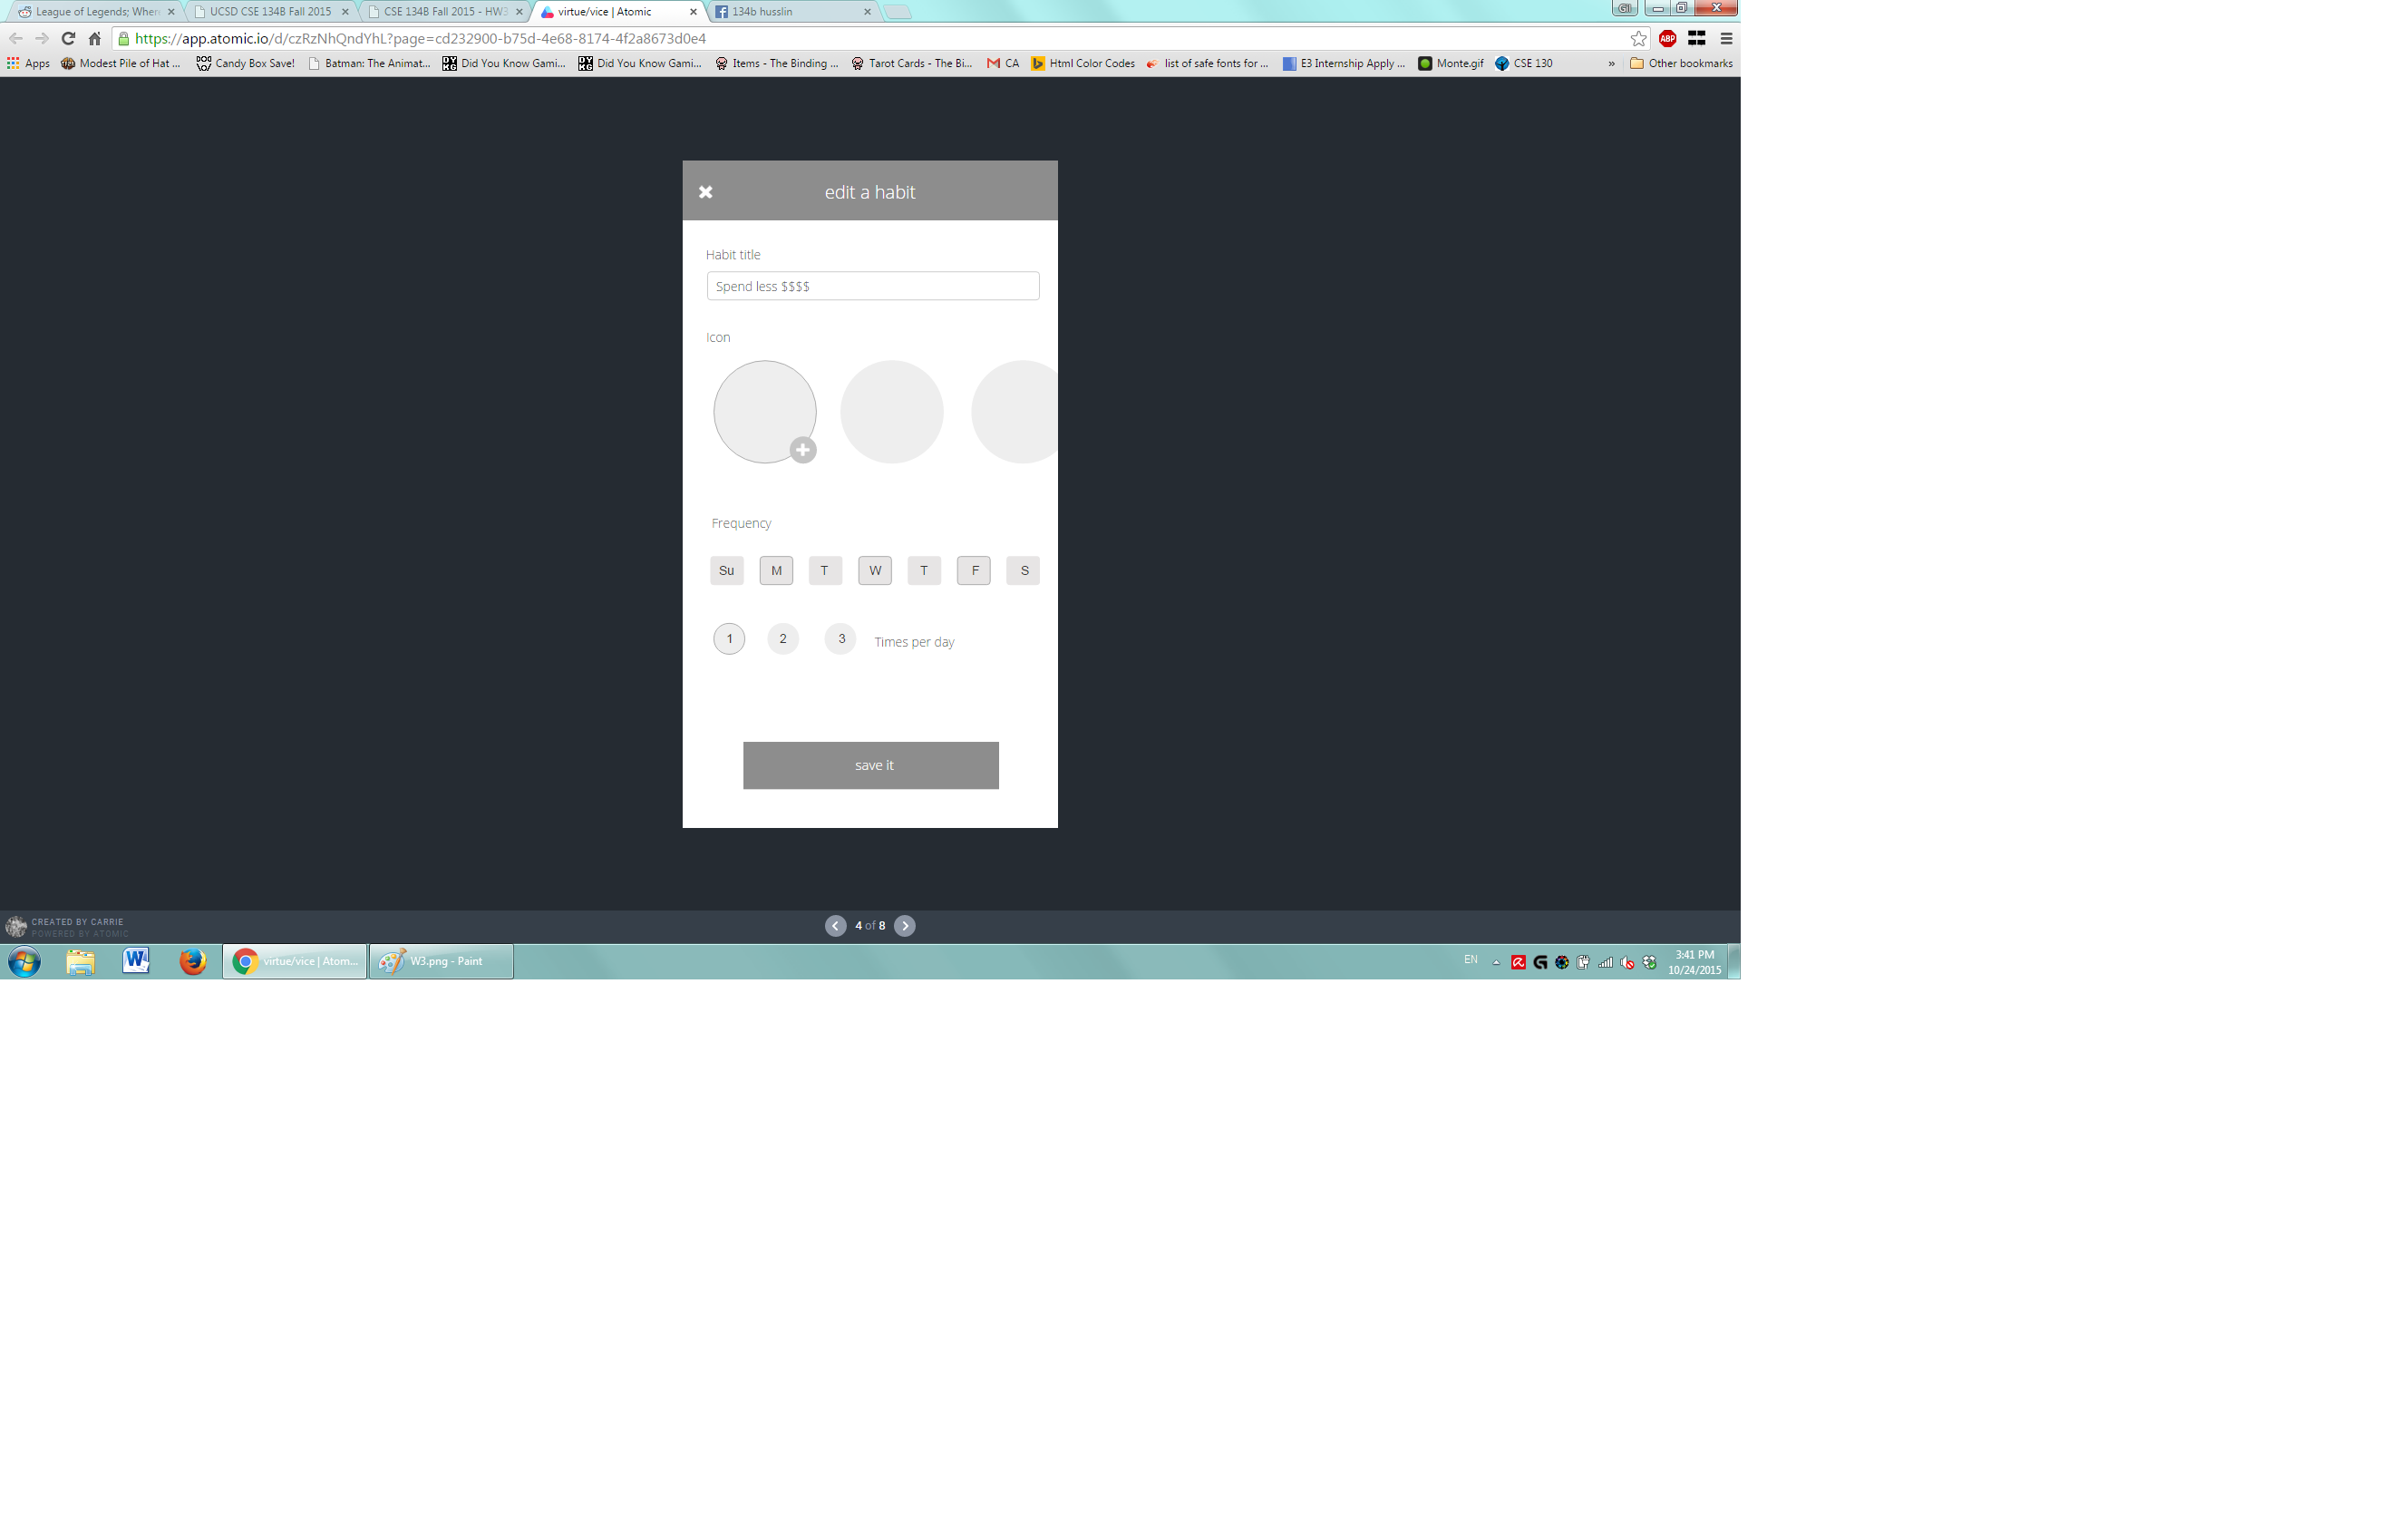 League of Legends; Wher
UCSD CSE 134B Fall 2015
CSE 134B Fall 2015 - HW3
virtue/vice | Atomic
134b husslin
Gil
https://app.atomic.io/d/czRzNhQndYhL?page=cd232900-b75d-4e68-8174-4f2a8673d0e4
ABP
Apps
Modest Pile of Hat ...
Candy Box Save!
Batman: The Animat...
Did You Know Gami...
Did You Know Gami...
Items - The Binding ...
Tarot Cards - The Bi...
CA
Html Color Codes
list of safe fonts for ...
E3 Internship Apply ...
Monte.gif
CSE 130
»
Other bookmarks
edit a habit
Habit title
Spend less $$$$
Icon
Frequency
Su M T W T F S
1 2 3 Times per day
save it
CREATED BY CARRIE
POWERED BY ATOMIC
4 of 8
virtue/vice | Atom...
W3.png - Paint
EN
3:41 PM
10/24/2015